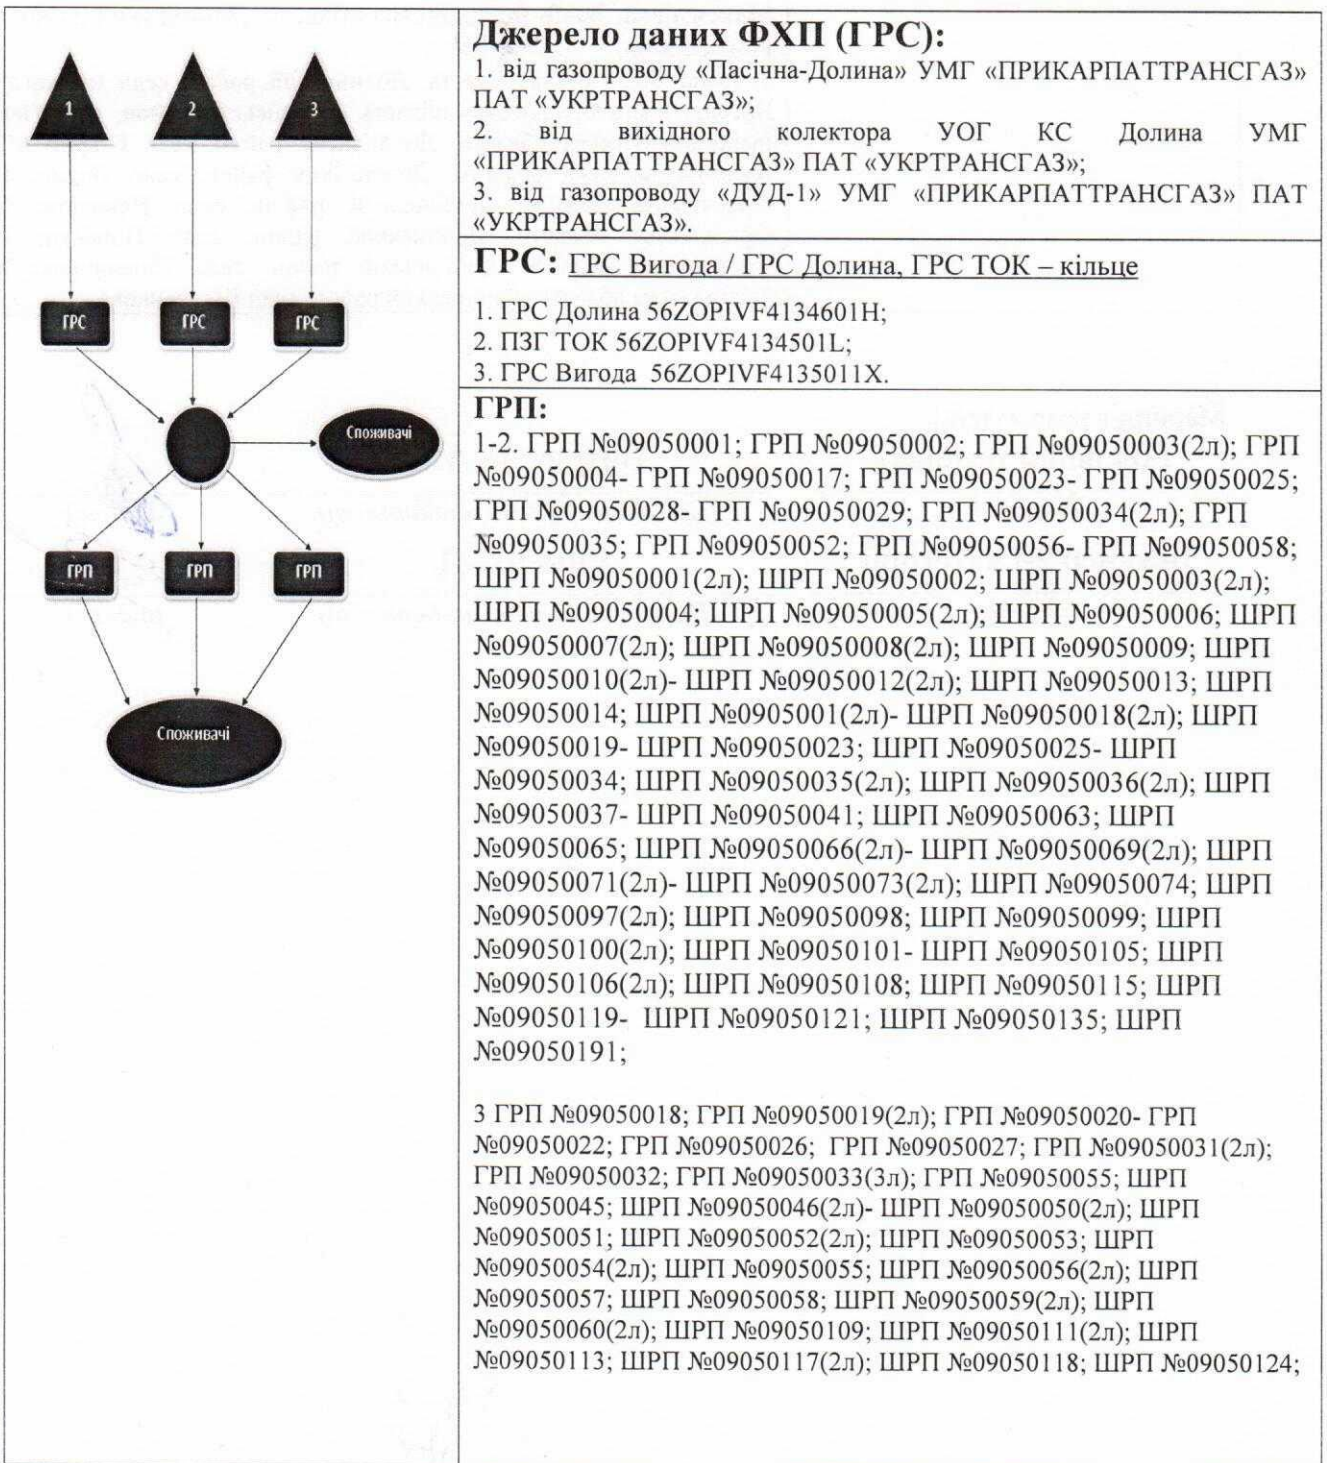 1 2 3
ГРС ГРС ГРС
Споживачі
ГРП ГРП ГРП
Споживачі
Джерело даних ФХП (ГРС):
1. від газопроводу «Пасічна-Долина» УМГ «ПРИКАРПАТТРАНСГАЗ»
ПАТ «УКРТРАНСГАЗ»;
2. від вихідного колектора УОГ КС Долина УМГ
«ПРИКАРПАТТРАНСГАЗ» ПАТ «УКРТРАНСГАЗ»;
3. від газопроводу «ДУД-1» УМГ «ПРИКАРПАТТРАНСГАЗ» ПАТ
«УКРТРАНСГАЗ».
ГРС: ГРС Вигода / ГРС Долина, ГРС ТОК – кільце
1. ГРС Долина 56ZOPIVF4134601H;
2. ПЗГ ТОК 56ZOPIVF4134501L;
3. ГРС Вигода 56ZOPIVF4135011X.
ГРП:
1-2. ГРП №09050001; ГРП №09050002; ГРП №09050003(2л); ГРП
№09050004- ГРП №09050017; ГРП №09050023- ГРП №09050025;
ГРП №09050028- ГРП №09050029; ГРП №09050034(2л); ГРП
№09050035; ГРП №09050052; ГРП №09050056- ГРП №09050058;
ШРП №09050001(2л); ШРП №09050002; ШРП №09050003(2л);
ШРП №09050004; ШРП №09050005(2л); ШРП №09050006; ШРП
№09050007(2л); ШРП №09050008(2л); ШРП №09050009; ШРП
№09050010(2л)- ШРП №09050012(2л); ШРП №09050013; ШРП
№09050014; ШРП №0905001(2л)- ШРП №09050018(2л); ШРП
№09050019- ШРП №09050023; ШРП №09050025- ШРП
№09050034; ШРП №09050035(2л); ШРП №09050036(2л); ШРП
№09050037- ШРП №09050041; ШРП №09050063; ШРП
№09050065; ШРП №09050066(2л)- ШРП №09050069(2л); ШРП
№09050071(2л)- ШРП №09050073(2л); ШРП №09050074; ШРП
№09050097(2л); ШРП №09050098; ШРП №09050099; ШРП
№09050100(2л); ШРП №09050101- ШРП №09050105; ШРП
№09050106(2л); ШРП №09050108; ШРП №09050115; ШРП
№09050119- ШРП №09050121; ШРП №09050135; ШРП
№09050191;
3 ГРП №09050018; ГРП №09050019(2л); ГРП №09050020- ГРП
№09050022; ГРП №09050026; ГРП №09050027; ГРП №09050031(2л);
ГРП №09050032; ГРП №09050033(3л); ГРП №09050055; ШРП
№09050045; ШРП №09050046(2л)- ШРП №09050050(2л); ШРП
№09050051; ШРП №09050052(2л); ШРП №09050053; ШРП
№09050054(2л); ШРП №09050055; ШРП №09050056(2л); ШРП
№09050057; ШРП №09050058; ШРП №09050059(2л); ШРП
№09050060(2л); ШРП №09050109; ШРП №09050111(2л); ШРП
№09050113; ШРП №09050117(2л); ШРП №09050118; ШРП №09050124;